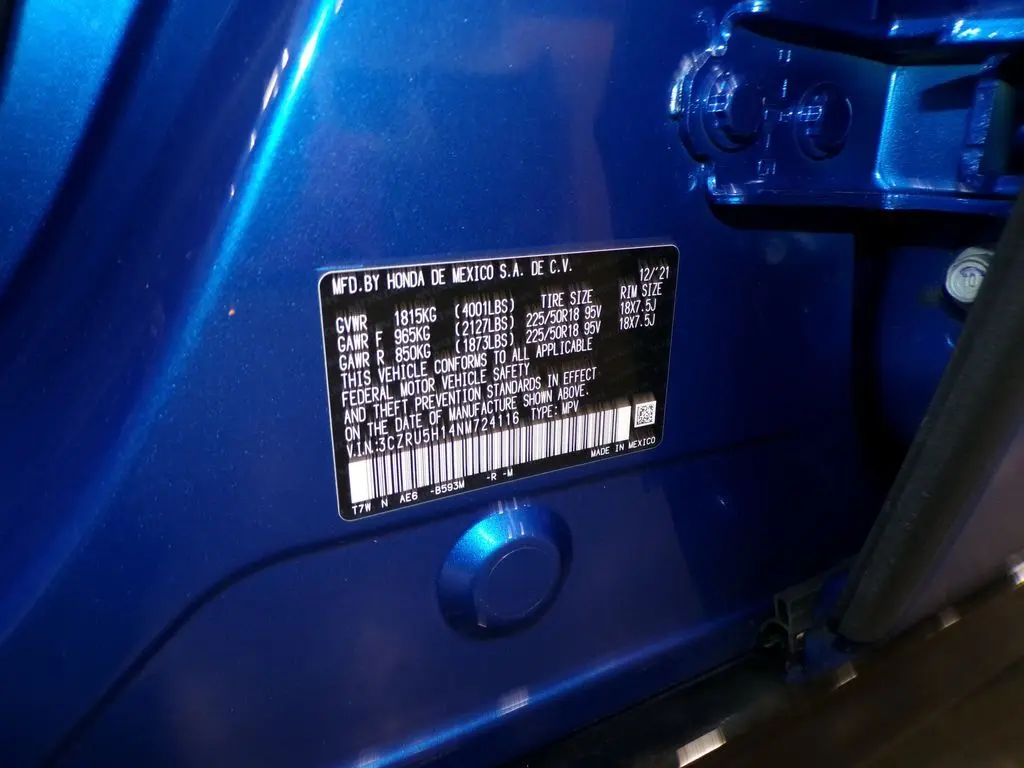 MFD.BY HONDA DE MEXICO S.A. DE C.V. 12/'21
TIRE SIZE RIM SIZE
GVWR 1815KG (4001LBS)
GAWR F 965KG (2127LBS) 225/50R18 95V 18X7.5J
GAWR R 850KG (1873LBS) 225/50R18 95V 18X7.5J
THIS VEHICLE CONFORMS TO ALL APPLICABLE
FEDERAL MOTOR VEHICLE SAFETY
AND THEFT PREVENTION STANDARDS IN EFFECT
ON THE DATE OF MANUFACTURE SHOWN ABOVE.
V.I.N:3CZRU5H14NM724116 TYPE: MPV
MADE IN MEXICO
T7W N AE6 -B593M -R -M
10